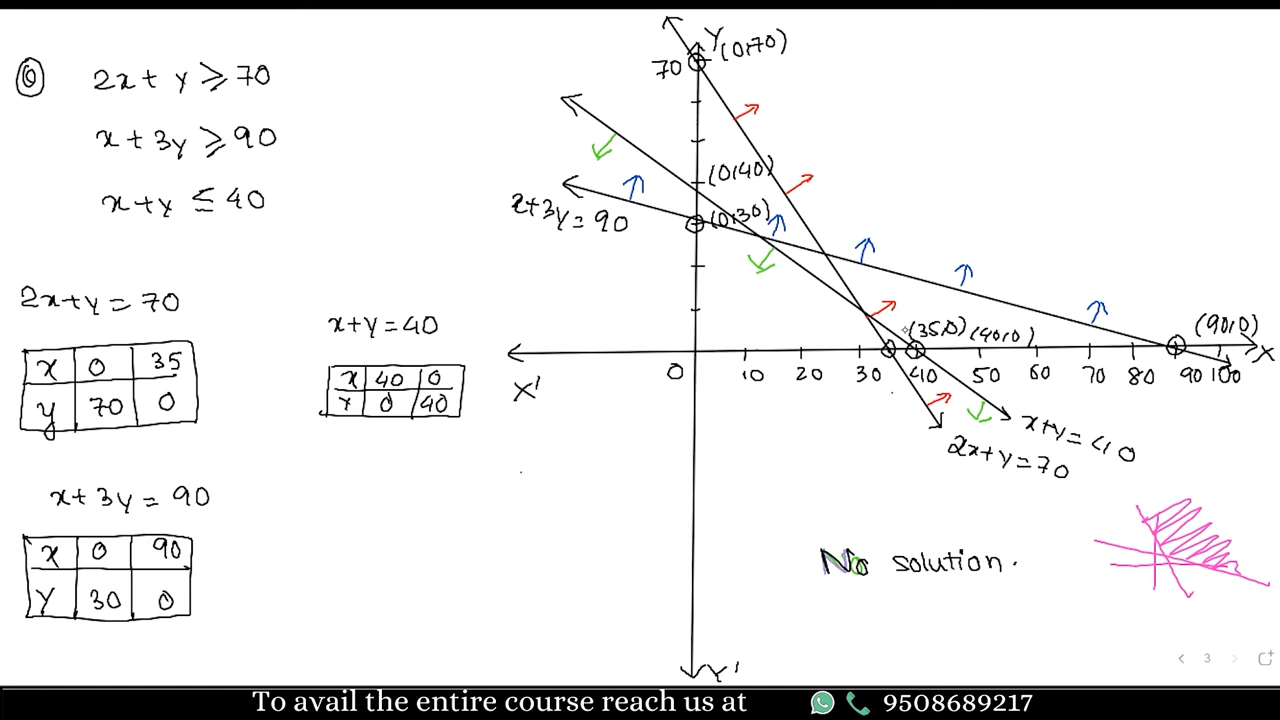 2x + y ≥ 70
x + 3y ≥ 90
x + y ≤ 40
2x + y = 70
x 0 35
y 70 0
x + y = 40
x 40 0
Y 0 40
x + 3y = 90
x 0 90
Y 30 0
Y (0,70)
70
(0,40)
x+3y = 90
(0,30)
(35,0) (40,0) (90,0)
X' 0 10 20 30 40 50 60 70 80 90 100 X
x+y = 40
2x+y = 70
No solution.
Y'
3
To avail the entire course reach us at 9508689217